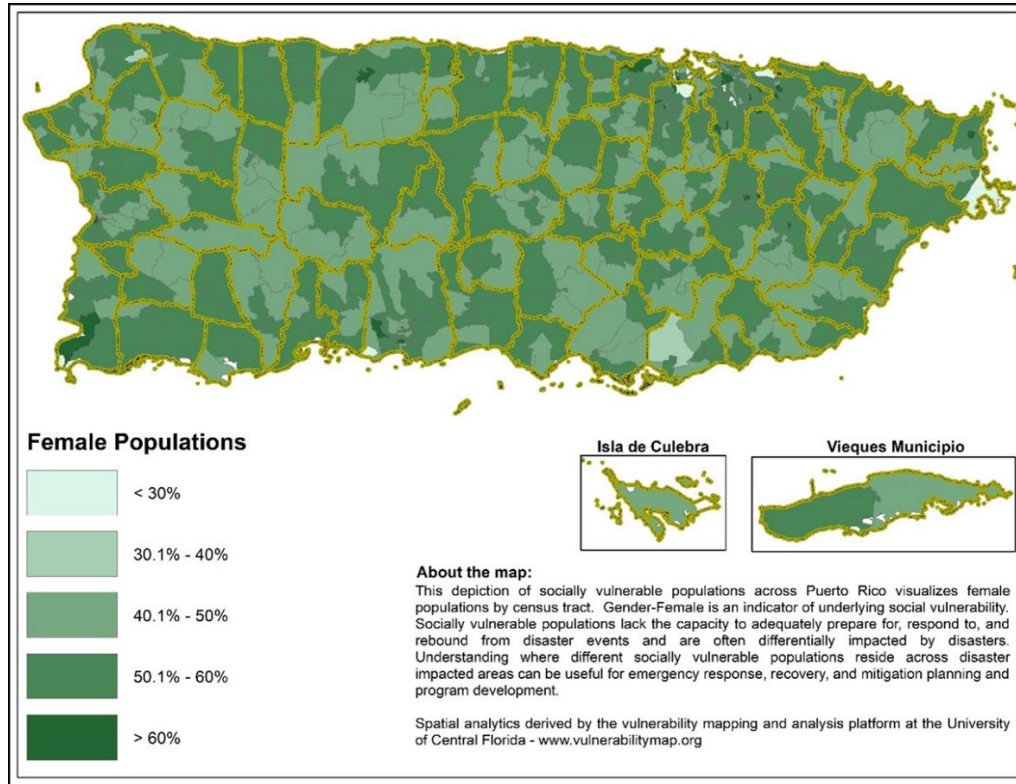 Female Populations
< 30%
30.1% - 40%
40.1% - 50%
50.1% - 60%
> 60%
Isla de Culebra
Vieques Municipio
About the map:
This depiction of socially vulnerable populations across Puerto Rico visualizes female
populations by census tract. Gender-Female is an indicator of underlying social vulnerability.
Socially vulnerable populations lack the capacity to adequately prepare for, respond to, and
rebound from disaster events and are often differentially impacted by disasters.
Understanding where different socially vulnerable populations reside across disaster
impacted areas can be useful for emergency response, recovery, and mitigation planning and
program development.
Spatial analytics derived by the vulnerability mapping and analysis platform at the University
of Central Florida - www.vulnerabilitymap.org